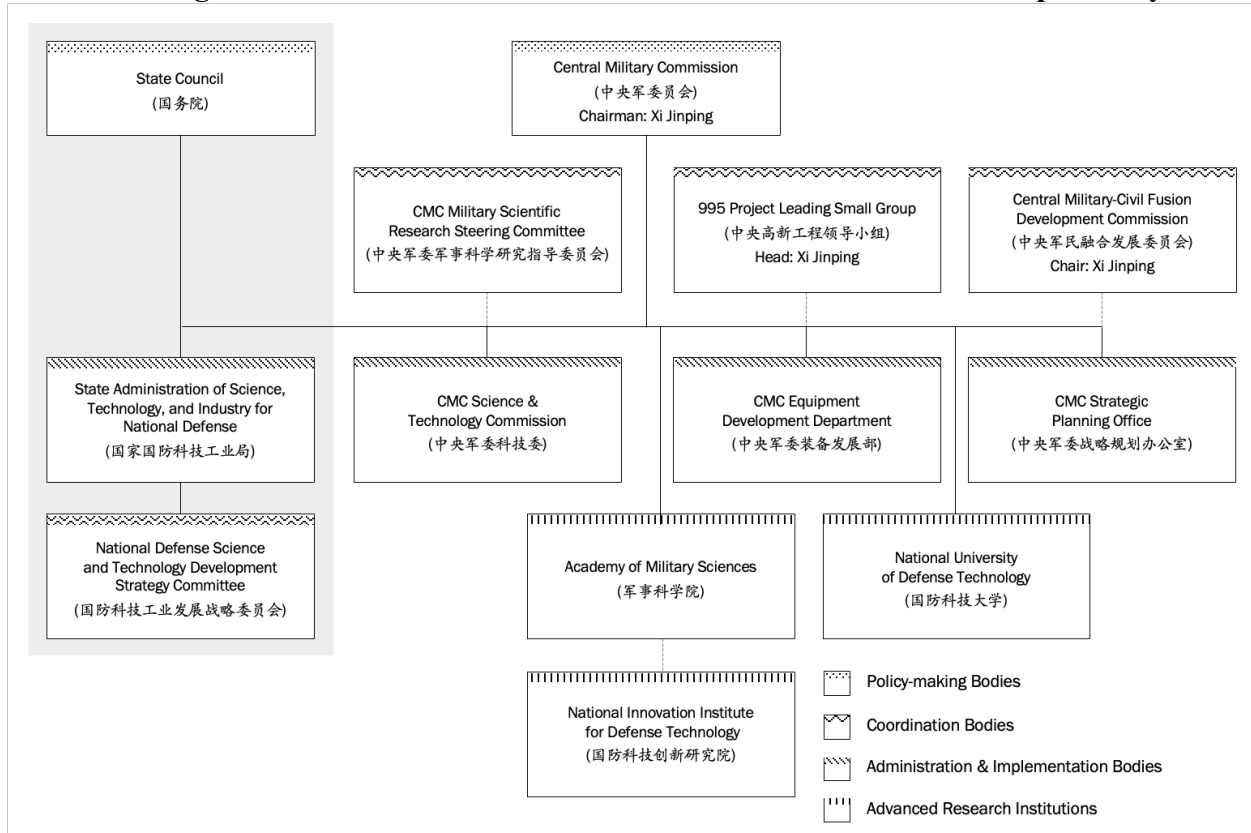 State Council
(国务院)
Central Military Commission
(中央军委员会)
Chairman: Xi Jinping
CMC Military Scientific
Research Steering Committee
(中央军委军事科学研究指导委员会)
995 Project Leading Small Group
(中央高新工程领导小组)
Head: Xi Jinping
Central Military-Civil Fusion
Development Commission
(中央军民融合发展委员会)
Chair: Xi Jinping
State Administration of Science,
Technology, and Industry for
National Defense
(国家国防科技工业局)
CMC Science &
Technology Commission
(中央军委科技委)
CMC Equipment
Development Department
(中央军委装备发展部)
CMC Strategic
Planning Office
(中央军委战略规划办公室)
National Defense Science
and Technology Development
Strategy Committee
(国防科技工业发展战略委员会)
Academy of Military Sciences
(军事科学院)
National University
of Defense Technology
(国防科技大学)
National Innovation Institute
for Defense Technology
(国防科技创新研究院)
Policy-making Bodies
Coordination Bodies
Administration & Implementation Bodies
Advanced Research Institutions